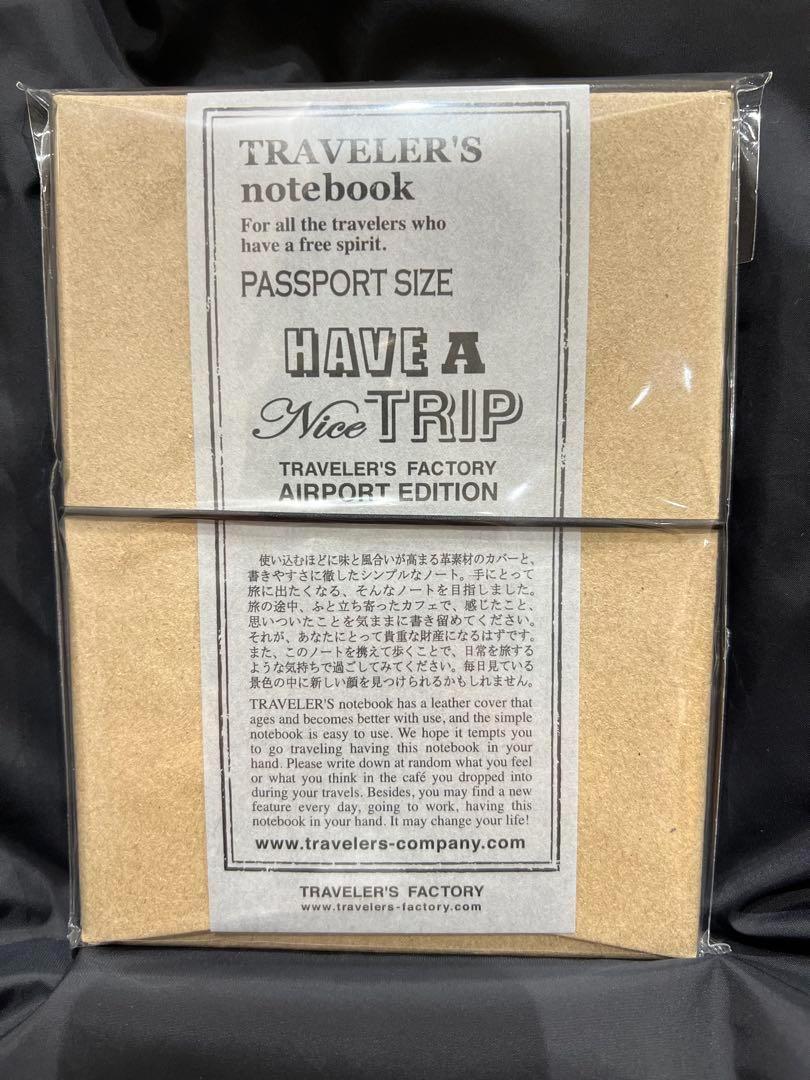 TRAVELER'S
notebook
For all the travelers who
have a free spirit.
PASSPORT SIZE
HAVE A
Nice TRIP
TRAVELER'S FACTORY
AIRPORT EDITION
使い込むほどに味と風合いが高まる革素材のカバーと、
書きやすさに徹したシンプルなノート。手にとって
旅に出たくなる、そんなノートを目指しました。
旅の途中、ふと立ち寄ったカフェで、感じたこと、
思いついたことを気ままに書き留めてください。
それが、あなたにとって貴重な財産になるはずです。
また、このノートを携えて歩くことで、日常を旅する
ような気持ちで過ごしてみてください。毎日見ている
景色の中に新しい顔を見つけられるかもしれません。
TRAVELER'S notebook has a leather cover that
ages and becomes better with use, and the simple
notebook is easy to use. We hope it tempts you
to go traveling having this notebook in your
hand. Please write down at random what you feel
or what you think in the café you dropped into
during your travels. Besides, you may find a new
feature every day, going to work, having this
notebook in your hand. It may change your life!
www.travelers-company.com
TRAVELER'S FACTORY
www.travelers-factory.com